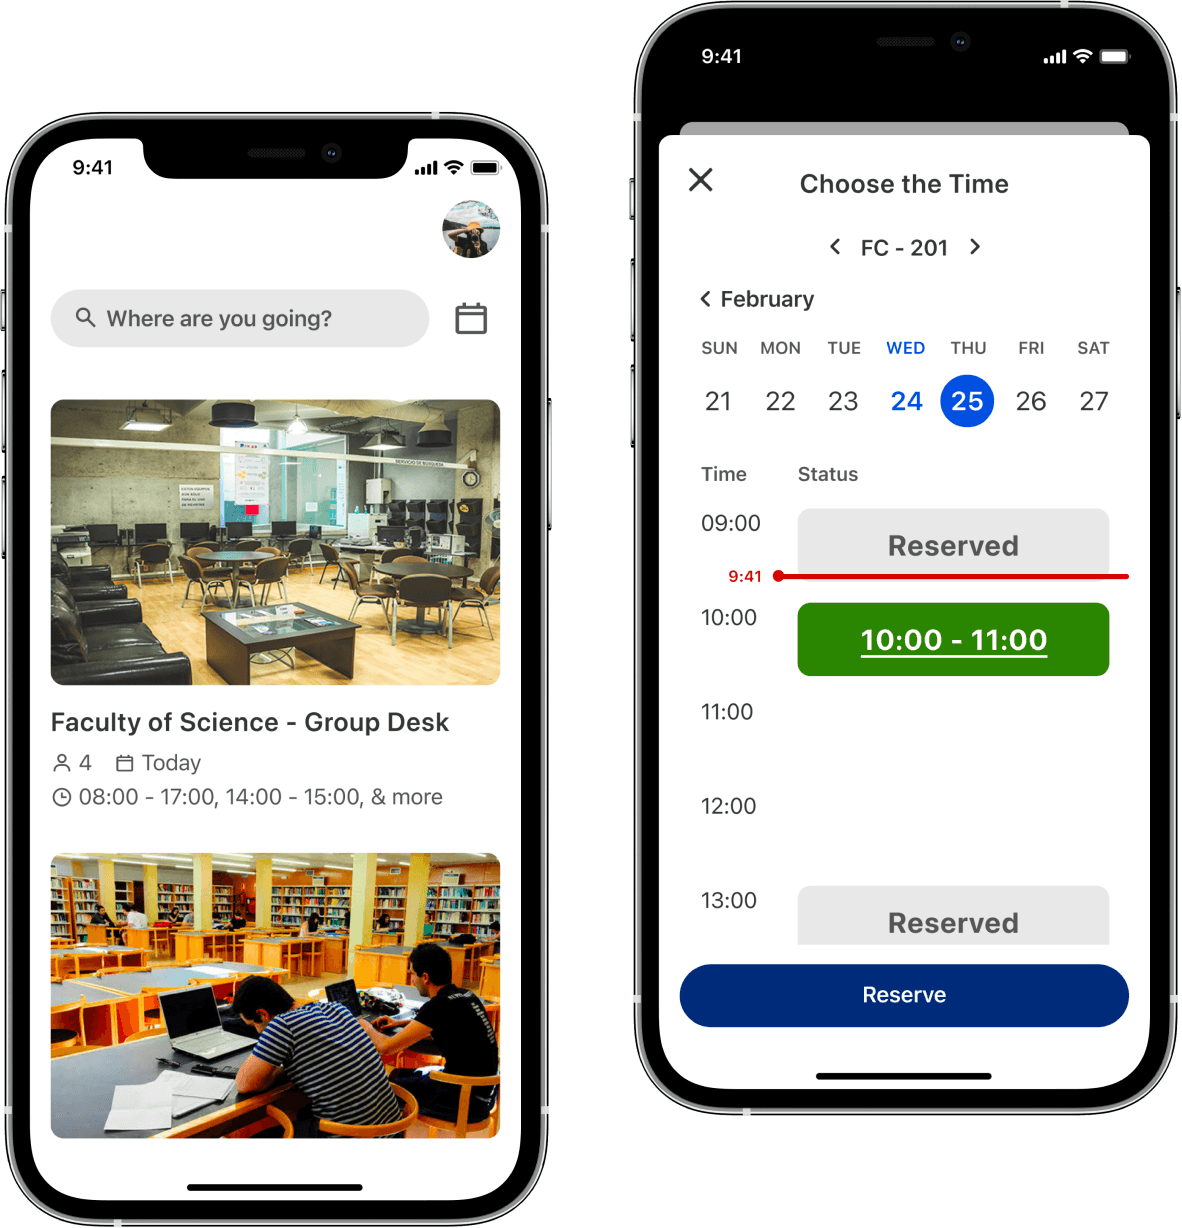 9:41
Where are you going?
SERVICIO DE BÚSQUEDA
Faculty of Science - Group Desk
4 Today
08:00 - 17:00, 14:00 - 15:00, & more
9:41
Choose the Time
FC - 201
February
SUN MON TUE WED THU FRI SAT
21 22 23 24 25 26 27
Time Status
09:00 Reserved
9:41
10:00 10:00 - 11:00
11:00
12:00
13:00 Reserved
Reserve